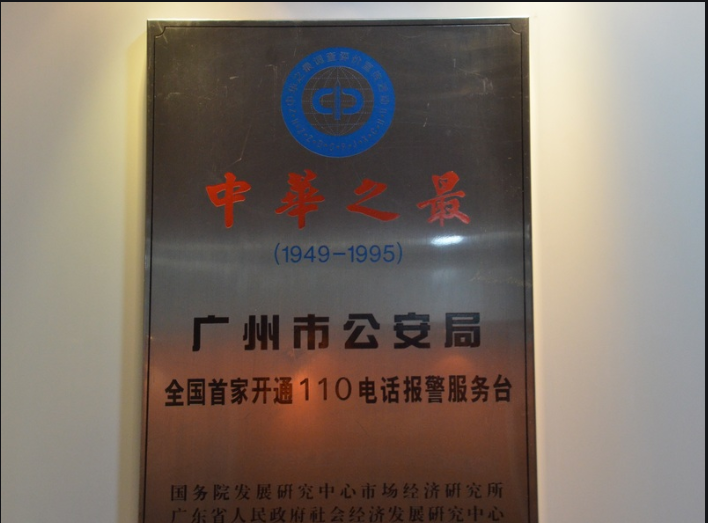 中华之最
(1949-1995)
广州市公安局
全国首家开通110电话报警服务台
国务院发展研究中心市场经济研究所
广东省人民政府社会经济发展研究中心